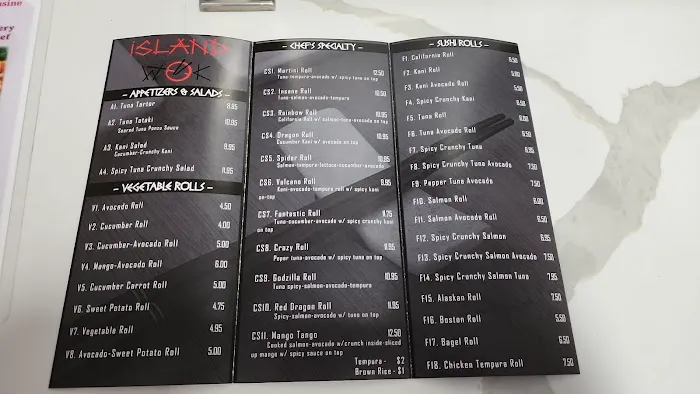 ISLAND
WOK
- APPETIZERS & SALADS -
A1. Tuna Tartar 8.95
A2. Tuna Tataki 10.95
Seared Tuna Ponzu Sauce
A3. Kani Salad 9.95
Cucumber-Crunchy Kani
A4. Spicy Tuna Crunchy Salad 11.95
- VEGETABLE ROLLS -
V1. Avocado Roll 4.50
V2. Cucumber Roll 4.00
V3. Cucumber-Avocado Roll 5.00
V4. Mango-Avocado Roll 6.00
V5. Cucumber Carrot Roll 5.00
V6. Sweet Potato Roll 4.75
V7. Vegetable Roll 4.95
V8. Avocado-Sweet Potato Roll 5.00
- CHEF'S SPECIALTY -
CS1. Martini Roll 12.50
Tuna tempura-avocado w/ spicy tuna on top
CS2. Insane Roll 10.50
Tuna-salmon-avocado-tempura
CS3. Rainbow Roll 10.95
California Roll w/ salmon-tuna-avocado on top
CS4. Dragon Roll 10.95
Cucumber Kani w/ avocado on top
CS5. Spider Roll 10.95
Salmon-tempura-lettuce-cucumber-avocado
CS6. Volcano Roll 9.95
Kani-avocado-tempura roll w/ spicy kani
on-top
CS7. Fantastic Roll 11.75
Tuna-cucumber-avocado w/ spicy crunchy kani
on top
CS8. Crazy Roll 11.95
Peper tuna-avocado w/ spicy tuna on top
CS9. Godzilla Roll 10.95
Tuna spicy-salmon-avocado-tempura
CS10. Red Dragon Roll 11.95
Spicy-salmon-avocado w/ tuna on top
CS11. Mango Tango 12.50
Cooked salmon-avocado w/crunch inside-sliced
up mango w/ spicy sauce on top
Tempura - $2
Brown Rice - $1
- SUSHI ROLLS -
F1. California Roll 6.50
F2. Kani Roll 5.50
F3. Kani Avocado Roll 5.50
F4. Spicy Crunchy Kani 6.50
F5. Tuna Roll 6.00
F6. Tuna Avocado Roll 6.50
F7. Spicy Crunchy Tuna 6.95
F8. Spicy Crunchy Tuna Avocado 7.50
F9. Pepper Tuna Avocado 7.50
F10. Salmon Roll 6.00
F11. Salmon Avocado Roll 6.50
F12. Spicy Crunchy Salmon 6.95
F13. Spicy Crunchy Salmon Avocado 7.50
F14. Spicy Crunchy Salmon Tuna 7.95
F15. Alaskan Roll 7.50
F16. Boston Roll 5.50
F17. Bagel Roll 6.50
F18. Chicken Tempura Roll 7.50